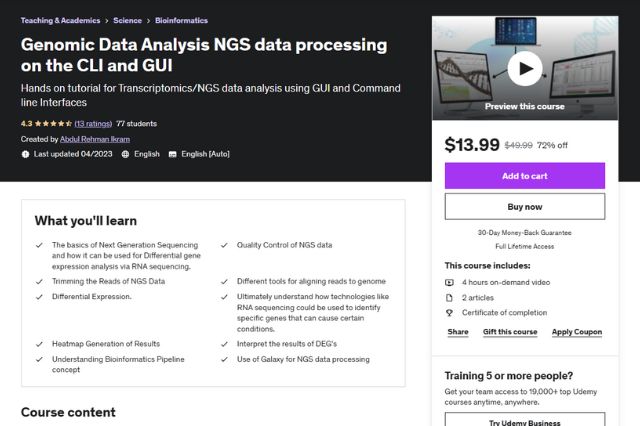 Teaching & Academics > Science > Bioinformatics
Genomic Data Analysis NGS data processing
on the CLI and GUI
Hands on tutorial for Transcriptomics/NGS data analysis using GUI and Command
line Interfaces
4.3 (13 ratings) 77 students
Created by Abdul Rehman Ikram
Last updated 04/2023 English English [Auto]
Preview this course
$13.99 $49.99 72% off
Add to cart
Buy now
30-Day Money-Back Guarantee
Full Lifetime Access
This course includes:
4 hours on-demand video
2 articles
Certificate of completion
Share Gift this course Apply Coupon
Training 5 or more people?
Get your team access to 19,000+ top Udemy
courses anytime, anywhere.
Try Udemy Business
What you'll learn
The basics of Next Generation Sequencing
and how it can be used for Differential gene
expression analysis via RNA sequencing.
Quality Control of NGS data
Trimming the Reads of NGS Data
Different tools for aligning reads to genome
Differential Expression.
Ultimately understand how technologies like
RNA sequencing could be used to identify
specific genes that can cause certain
conditions.
Heatmap Generation of Results
Interpret the results of DEG's
Understanding Bioinformatics Pipeline
concept
Use of Galaxy for NGS data processing
Course content